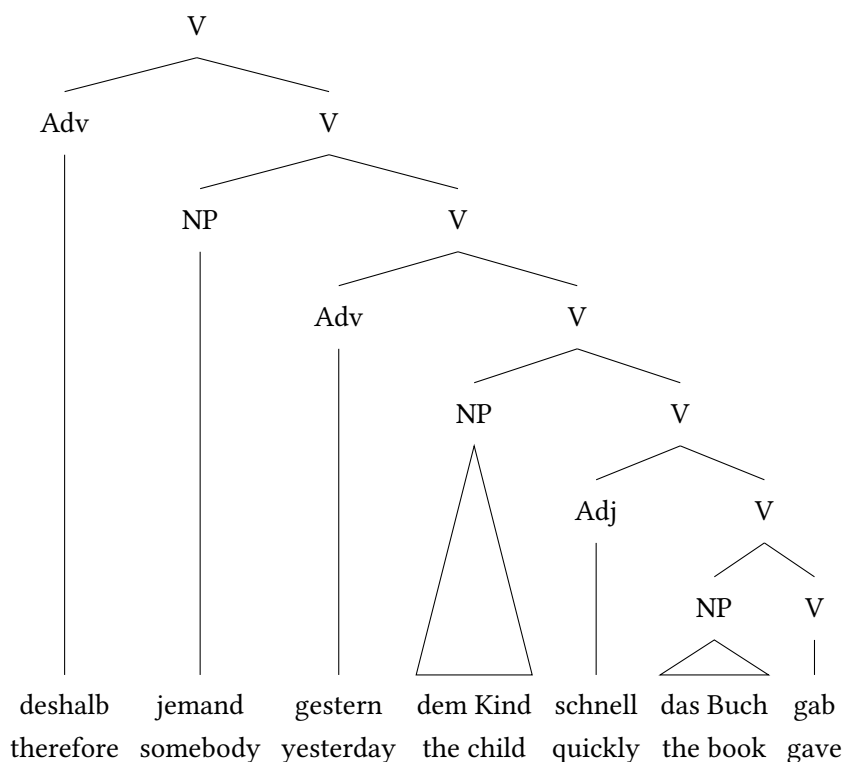 V
Adv V
NP V
Adv V
NP V
Adj V
NP V
deshalb jemand gestern dem Kind schnell das Buch gab
therefore somebody yesterday the child quickly the book gave